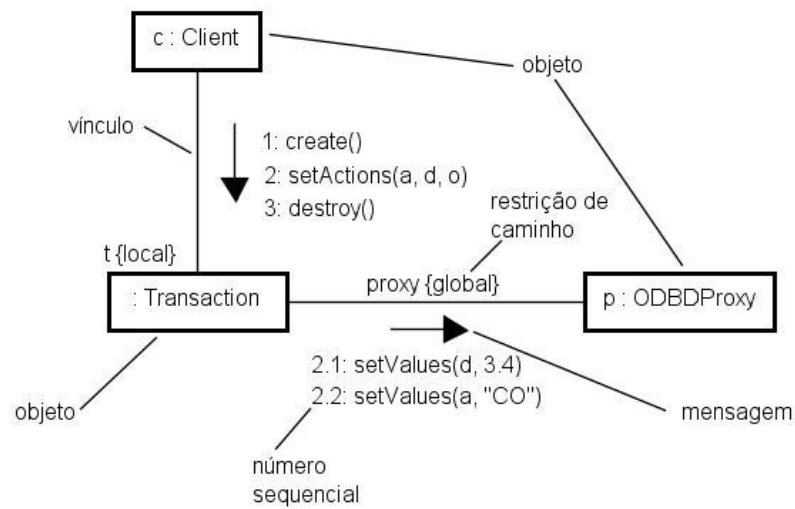 c : Client
objeto
vínculo
1: create()
2: setActions(a, d, o)
3: destroy()
restrição de
caminho
t {local}
proxy {global}
: Transaction
p : ODBDProxy
2.1: setValues(d, 3.4)
2.2: setValues(a, "CO")
objeto
mensagem
número
sequencial